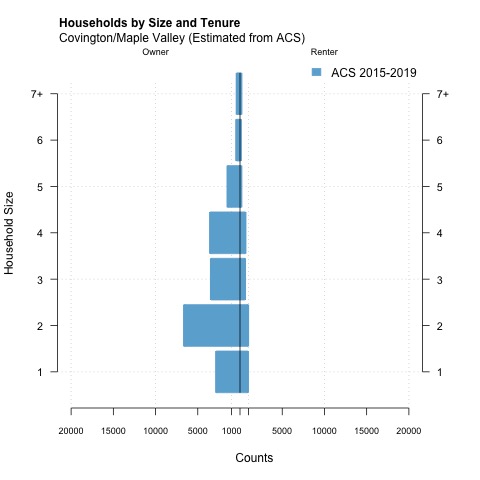 Households by Size and Tenure
Covington/Maple Valley (Estimated from ACS)
Owner Renter
ACS 2015-2019
7+ 7+
6 6
5 5
4 4
3 3
2 2
1 1
Household Size
20000 15000 10000 5000 1000 5000 10000 15000 20000
Counts